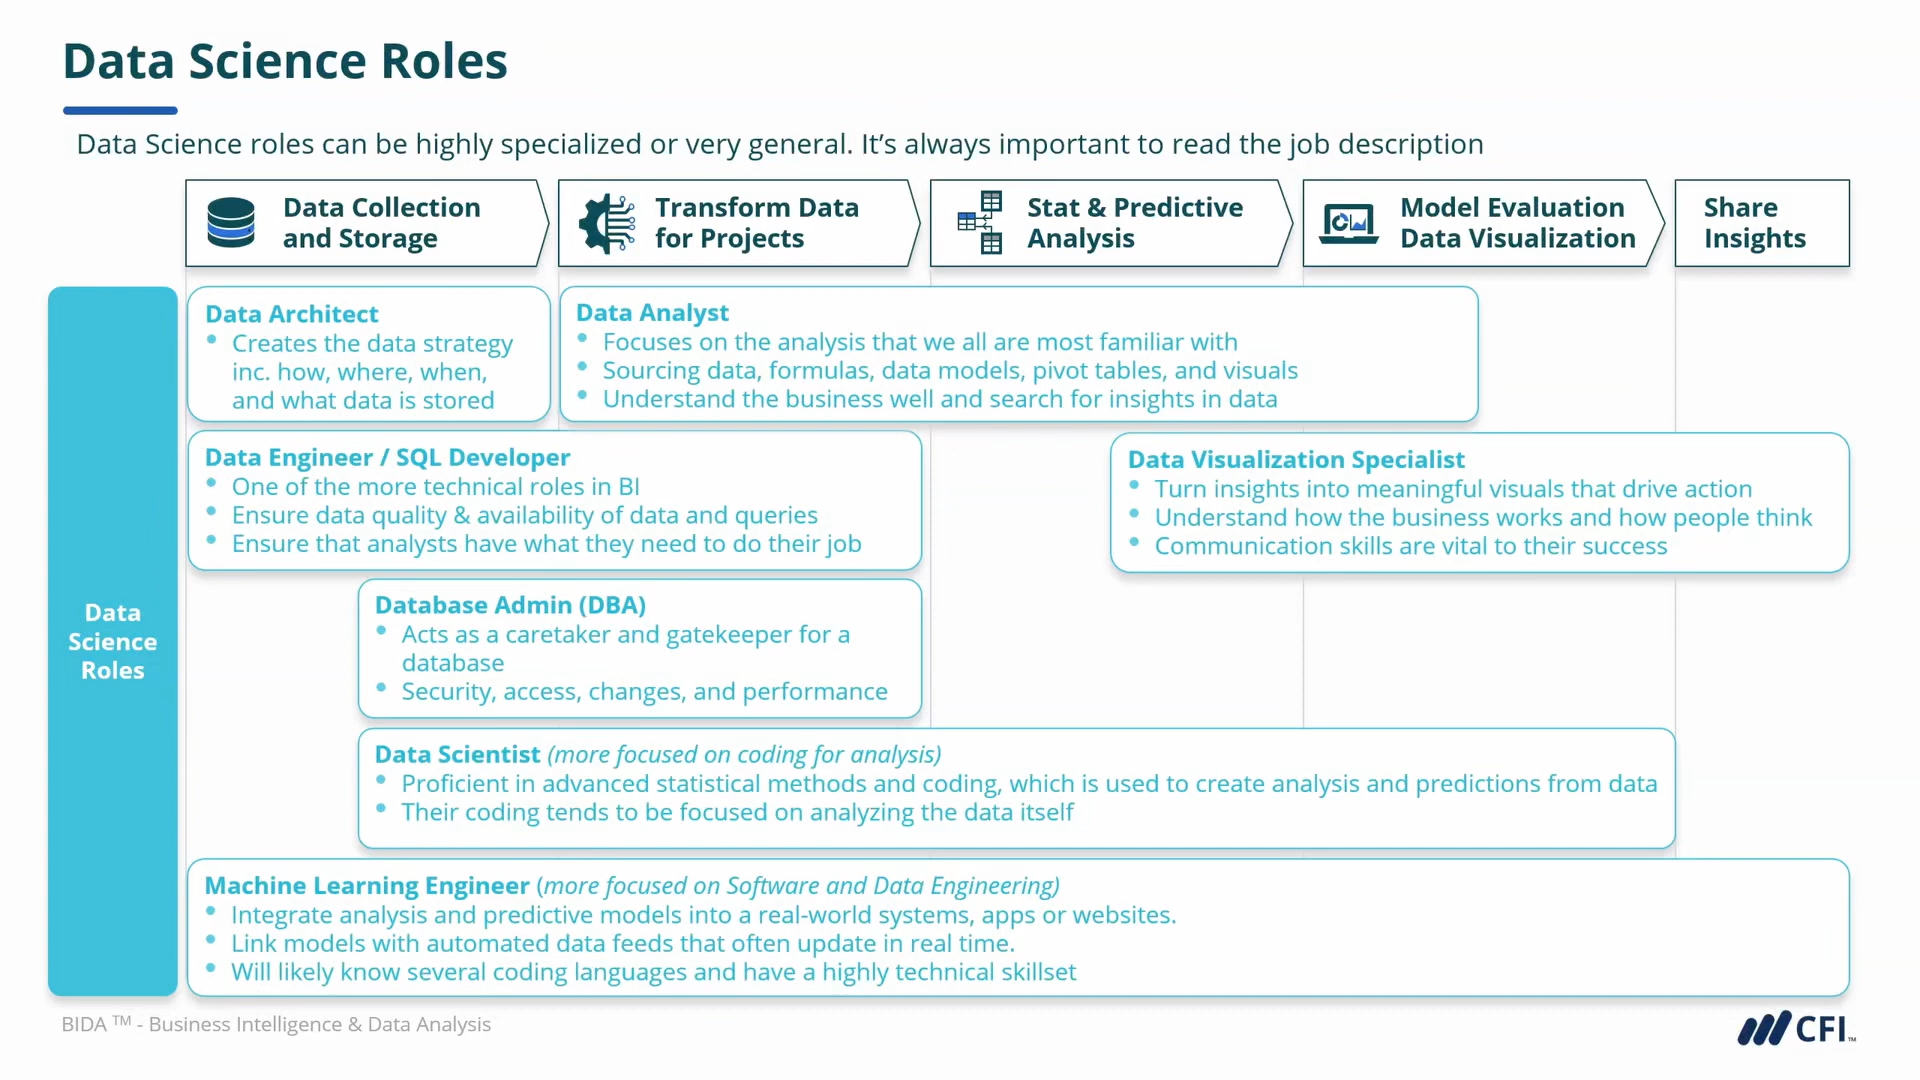 Data Science Roles
Data Science roles can be highly specialized or very general. It’s always important to read the job description
Data Collection
and Storage
Transform Data
for Projects
Stat & Predictive
Analysis
Model Evaluation
Data Visualization
Share
Insights
Data
Science
Roles
Data Architect
• Creates the data strategy
inc. how, where, when,
and what data is stored
Data Analyst
• Focuses on the analysis that we all are most familiar with
• Sourcing data, formulas, data models, pivot tables, and visuals
• Understand the business well and search for insights in data
Data Engineer / SQL Developer
• One of the more technical roles in BI
• Ensure data quality & availability of data and queries
• Ensure that analysts have what they need to do their job
Data Visualization Specialist
• Turn insights into meaningful visuals that drive action
• Understand how the business works and how people think
• Communication skills are vital to their success
Database Admin (DBA)
• Acts as a caretaker and gatekeeper for a
database
• Security, access, changes, and performance
Data Scientist (more focused on coding for analysis)
• Proficient in advanced statistical methods and coding, which is used to create analysis and predictions from data
• Their coding tends to be focused on analyzing the data itself
Machine Learning Engineer (more focused on Software and Data Engineering)
• Integrate analysis and predictive models into a real-world systems, apps or websites.
• Link models with automated data feeds that often update in real time.
• Will likely know several coding languages and have a highly technical skillset
BIDA TM - Business Intelligence & Data Analysis
CFI™